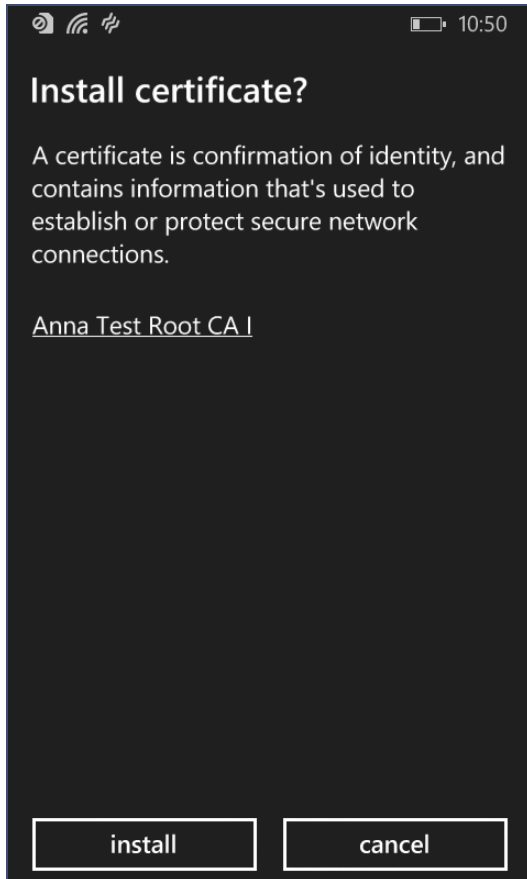 10:50
Install certificate?
A certificate is confirmation of identity, and
contains information that's used to
establish or protect secure network
connections.
Anna Test Root CA I
install
cancel